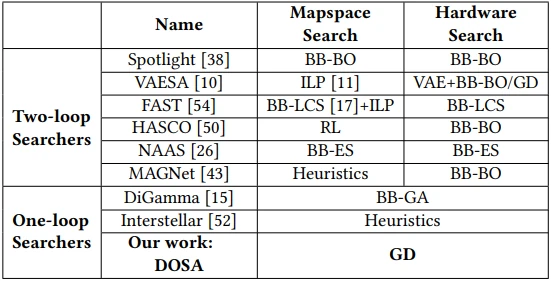 Name Mapspace Search Hardware Search
Two-loop Searchers
Spotlight [38] BB-BO BB-BO
VAESA [10] ILP [11] VAE+BB-BO/GD
FAST [54] BB-LCS [17]+ILP BB-LCS
HASCO [50] RL BB-BO
NAAS [26] BB-ES BB-ES
MAGNet [43] Heuristics BB-BO
One-loop Searchers
DiGamma [15] BB-GA
Interstellar [52] Heuristics
Our work: DOSA GD